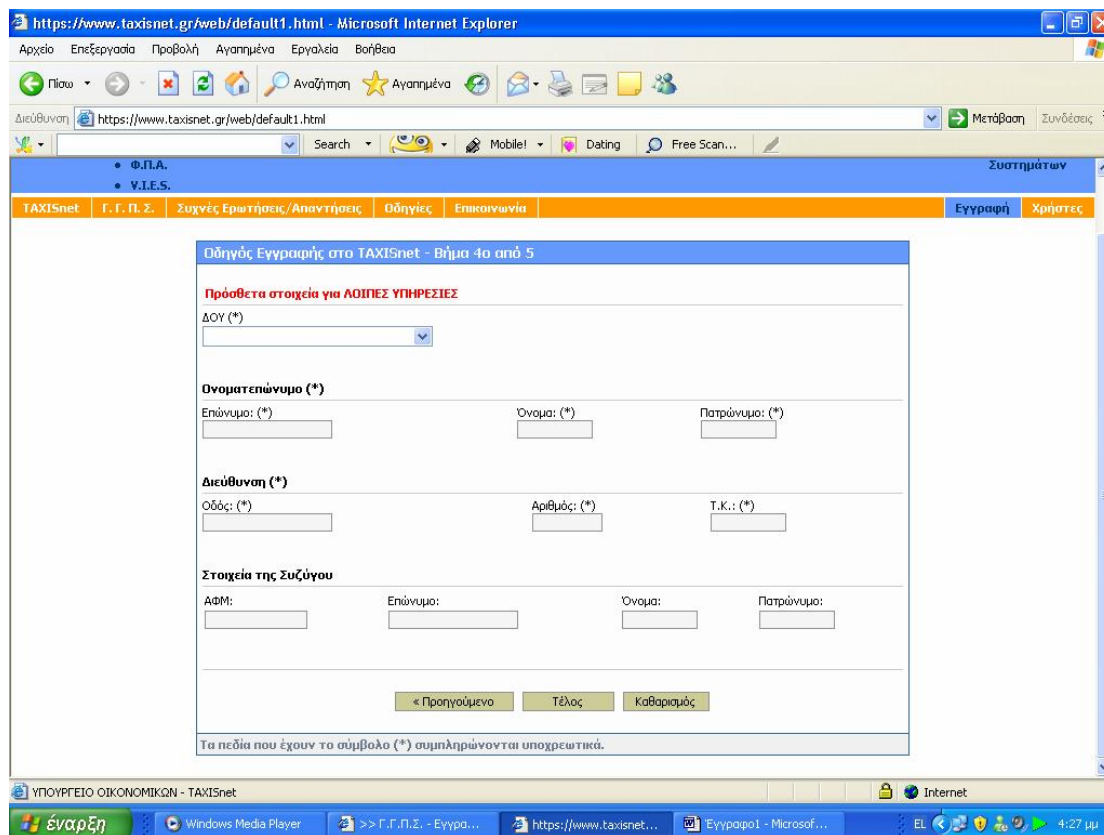 https://www.taxisnet.gr/web/default1.html - Microsoft Internet Explorer
Αρχείο Επεξεργασία Προβολή Αγαπημένα Εργαλεία Βοήθεια
Πίσω Αναζήτηση Αγαπημένα
Διεύθυνση https://www.taxisnet.gr/web/default1.html Μετάβαση Συνδέσεις
Search Mobile! Dating Free Scan...
• Φ.Π.Α. Συστημάτων
• V.I.E.S.
TAXISnet Γ. Γ. Π. Σ. Συχνές Ερωτήσεις/Απαντήσεις Οδηγίες Επικοινωνία Εγγραφή Χρήστες
Οδηγός Εγγραφής στο TAXISnet - Βήμα 4ο από 5
Πρόσθετα στοιχεία για ΛΟΙΠΕΣ ΥΠΗΡΕΣΙΕΣ
ΔΟΥ (*)
Ονοματεπώνυμο (*)
Επώνυμο: (*) Όνομα: (*) Πατρώνυμο: (*)
Διεύθυνση (*)
Οδός: (*) Αριθμός: (*) Τ.Κ.: (*)
Στοιχεία της Συζύγου
ΑΦΜ: Επώνυμο: Όνομα: Πατρώνυμο:
« Προηγούμενο Τέλος Καθαρισμός
Τα πεδία που έχουν το σύμβολο (*) συμπληρώνονται υποχρεωτικά.
ΥΠΟΥΡΓΕΙΟ ΟΙΚΟΝΟΜΙΚΩΝ - TAXISnet Internet
έναρξη Windows Media Player >> Γ.Γ.Π.Σ. - Εγγρα... https://www.taxisnet... Έγγραφο1 - Microsof... EL 4:27 μμ